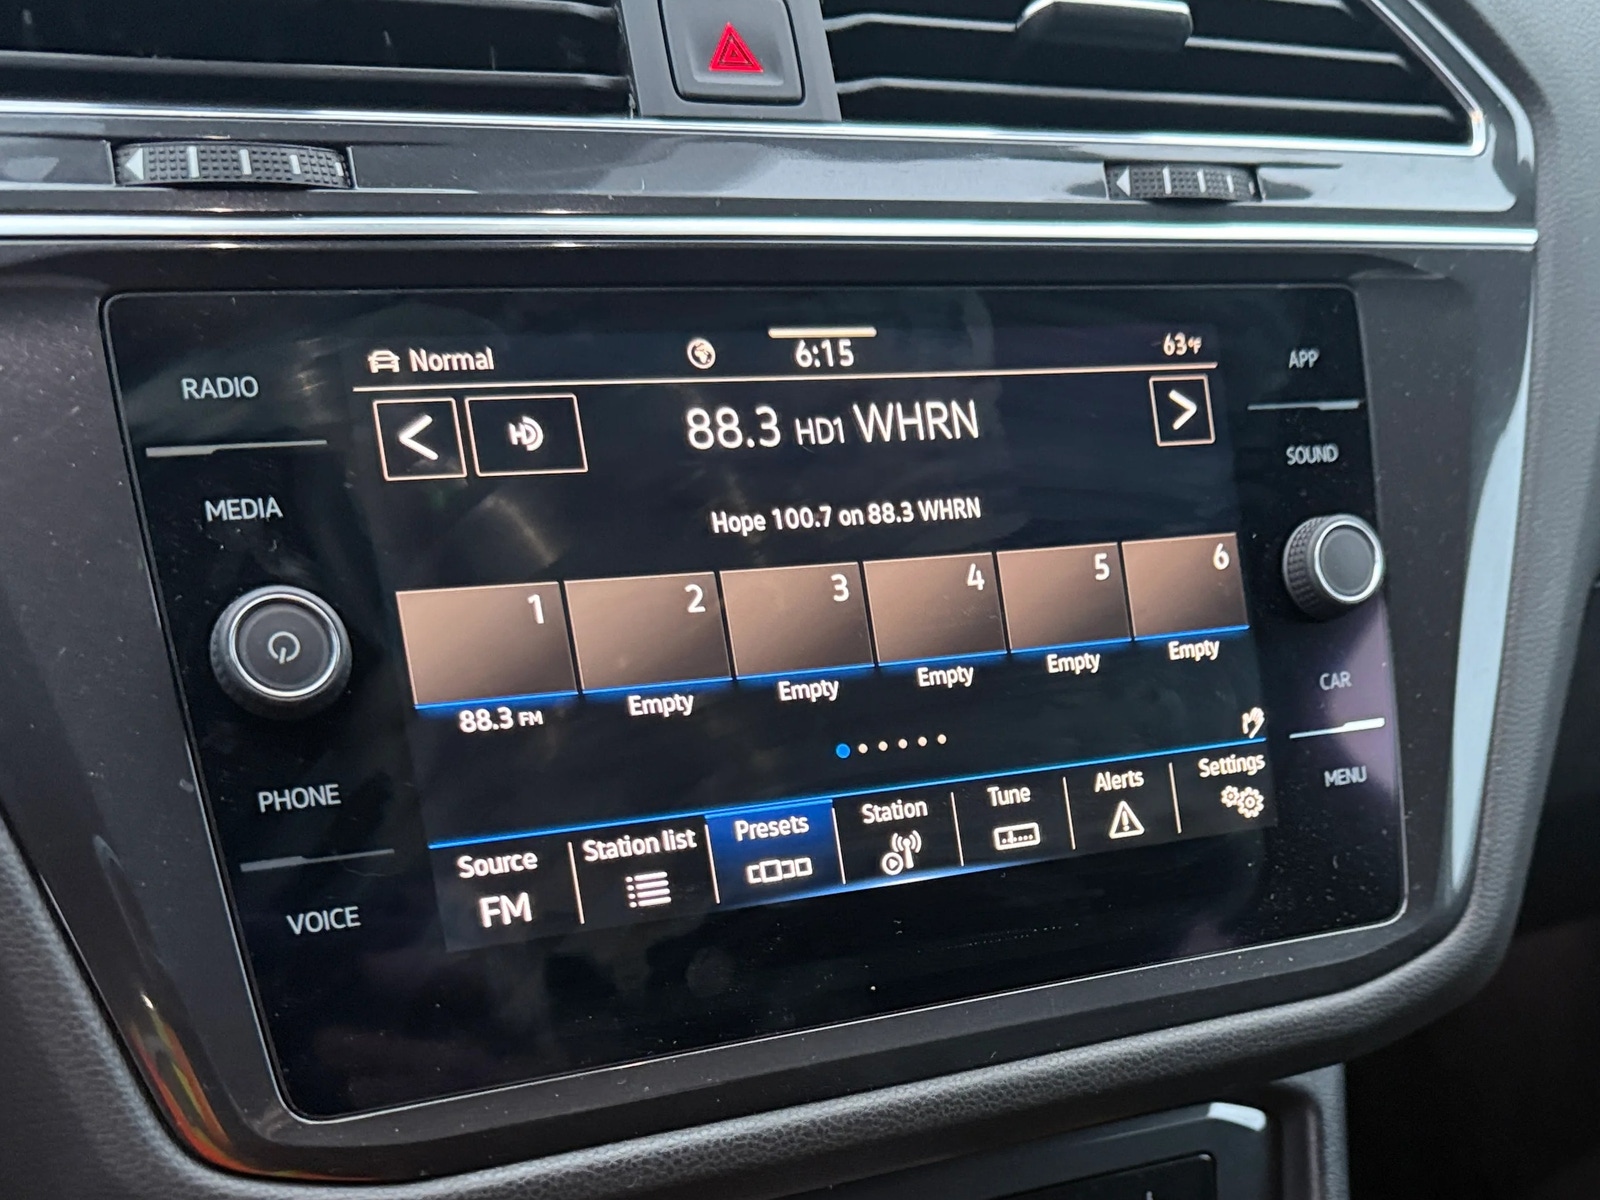 Normal
6:15
63°F
< HD 88.3 HD1 WHRN >
Hope 100.7 on 88.3 WHRN
1 2 3 4 5 6
88.3 FM Empty Empty Empty Empty Empty
Source Station list Presets Station Tune Alerts Settings
FM
RADIO
MEDIA
PHONE
VOICE
APP
SOUND
CAR
MENU